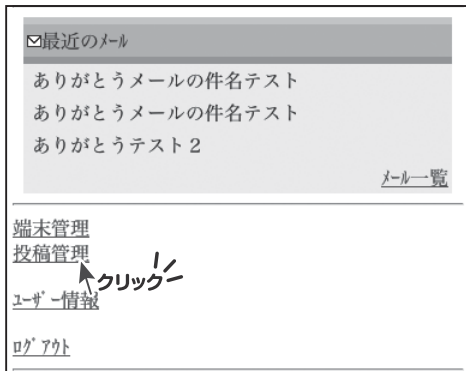 最近のﾒｰﾙ
ありがとうメールの件名テスト
ありがとうメールの件名テスト
ありがとうテスト２
ﾒｰﾙ一覧
端末管理
投稿管理
クリック
ﾕｰｻﾞｰ情報
ﾛｸﾞｱｳﾄ